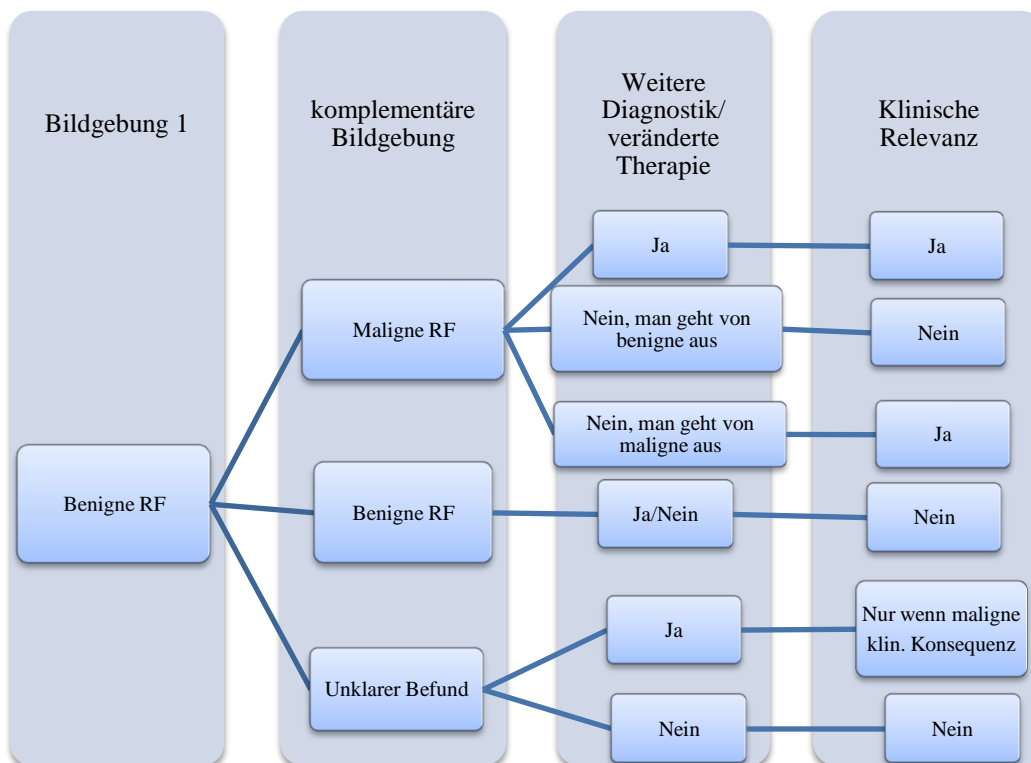 Bildgebung 1
komplementäre
Bildgebung
Weitere
Diagnostik/
veränderte
Therapie
Klinische
Relevanz
Benigne RF
Maligne RF
Ja
Ja
Nein, man geht von
benigne aus
Nein
Nein, man geht von
maligne aus
Ja
Benigne RF
Ja/Nein
Nein
Unklarer Befund
Ja
Nur wenn maligne
klin. Konsequenz
Nein
Nein